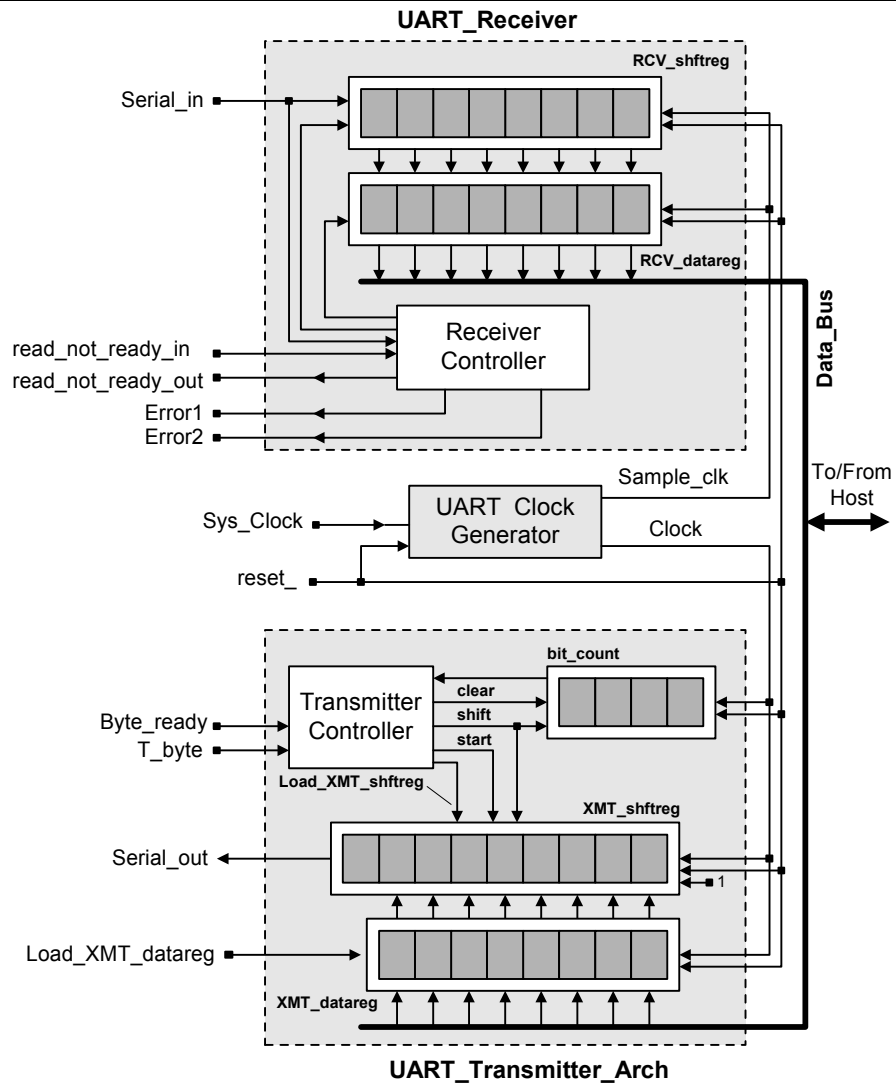 UART_Receiver
RCV_shftreg
Serial_in
RCV_datareg
Receiver
Controller
read_not_ready_in
read_not_ready_out
Error1
Error2
Data_Bus
Sample_clk
To/From
Host
UART Clock
Generator
Sys_Clock
Clock
reset_
bit_count
Transmitter
Controller
clear
shift
start
Byte_ready
T_byte
Load_XMT_shftreg
XMT_shftreg
Serial_out
1
Load_XMT_datareg
XMT_datareg
UART_Transmitter_Arch